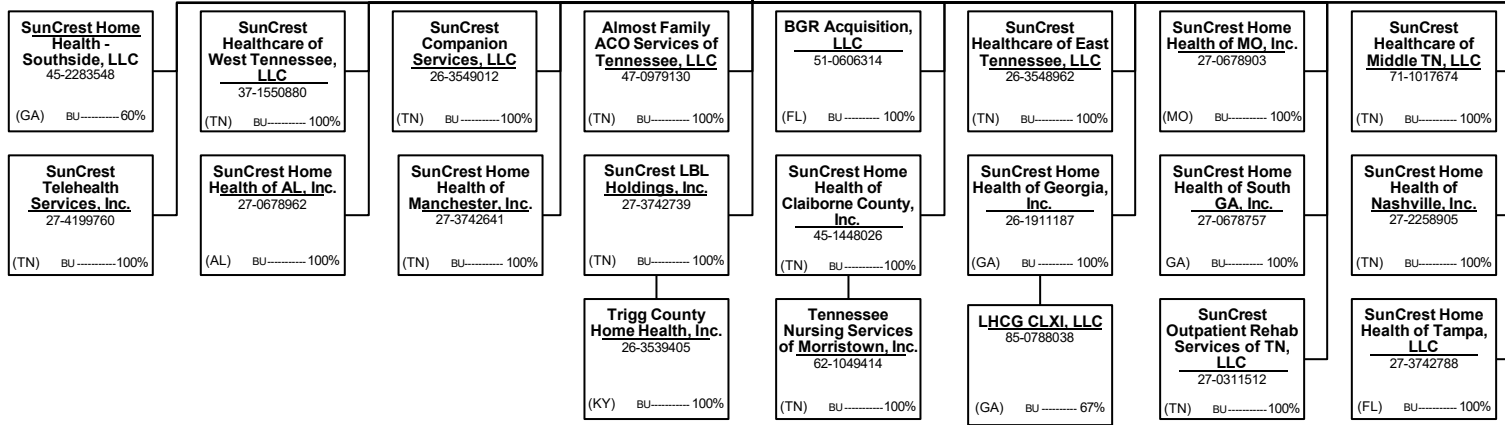 SunCrest Home
Health -
Southside, LLC
45-2283548
(GA) BU-----------60%
SunCrest
Healthcare of
West Tennessee,
LLC
37-1550880
(TN) BU---------- 100%
SunCrest
Companion
Services, LLC
26-3549012
(TN) BU -----------100%
Almost Family
ACO Services of
Tennessee, LLC
47-0979130
(TN) BU----------- 100%
BGR Acquisition,
LLC
51-0606314
(FL) BU ---------- 100%
SunCrest
Healthcare of East
Tennessee, LLC
26-3548962
(TN) BU ---------- 100%
SunCrest Home
Health of MO, Inc.
27-0678903
(MO) BU----------- 100%
SunCrest
Healthcare of
Middle TN, LLC
71-1017674
(TN) BU----------- 100%
SunCrest
Telehealth
Services, Inc.
27-4199760
(TN) BU -----------100%
SunCrest Home
Health of AL, Inc.
27-0678962
(AL) BU-----------100%
SunCrest Home
Health of
Manchester, Inc.
27-3742641
(TN) BU----------- 100%
SunCrest LBL
Holdings, Inc.
27-3742739
(TN) BU -----------100%
SunCrest Home
Health of
Claiborne County,
Inc.
45-1448026
(TN) BU----------- 100%
SunCrest Home
Health of Georgia,
Inc.
26-1911187
(GA) BU ---------- 100%
SunCrest Home
Health of South
GA, Inc.
27-0678757
GA) BU ---------- 100%
SunCrest Home
Health of
Nashville, Inc.
27-2258905
(TN) BU----------- 100%
Trigg County
Home Health, Inc.
26-3539405
(KY) BU----------- 100%
Tennessee
Nursing Services
of Morristown, Inc.
62-1049414
(TN) BU----------- 100%
LHCG CLXI, LLC
85-0788038
(GA) BU ---------- 67%
SunCrest
Outpatient Rehab
Services of TN,
LLC
27-0311512
(TN) BU-----------100%
SunCrest Home
Health of Tampa,
LLC
27-3742788
(FL) BU----------- 100%